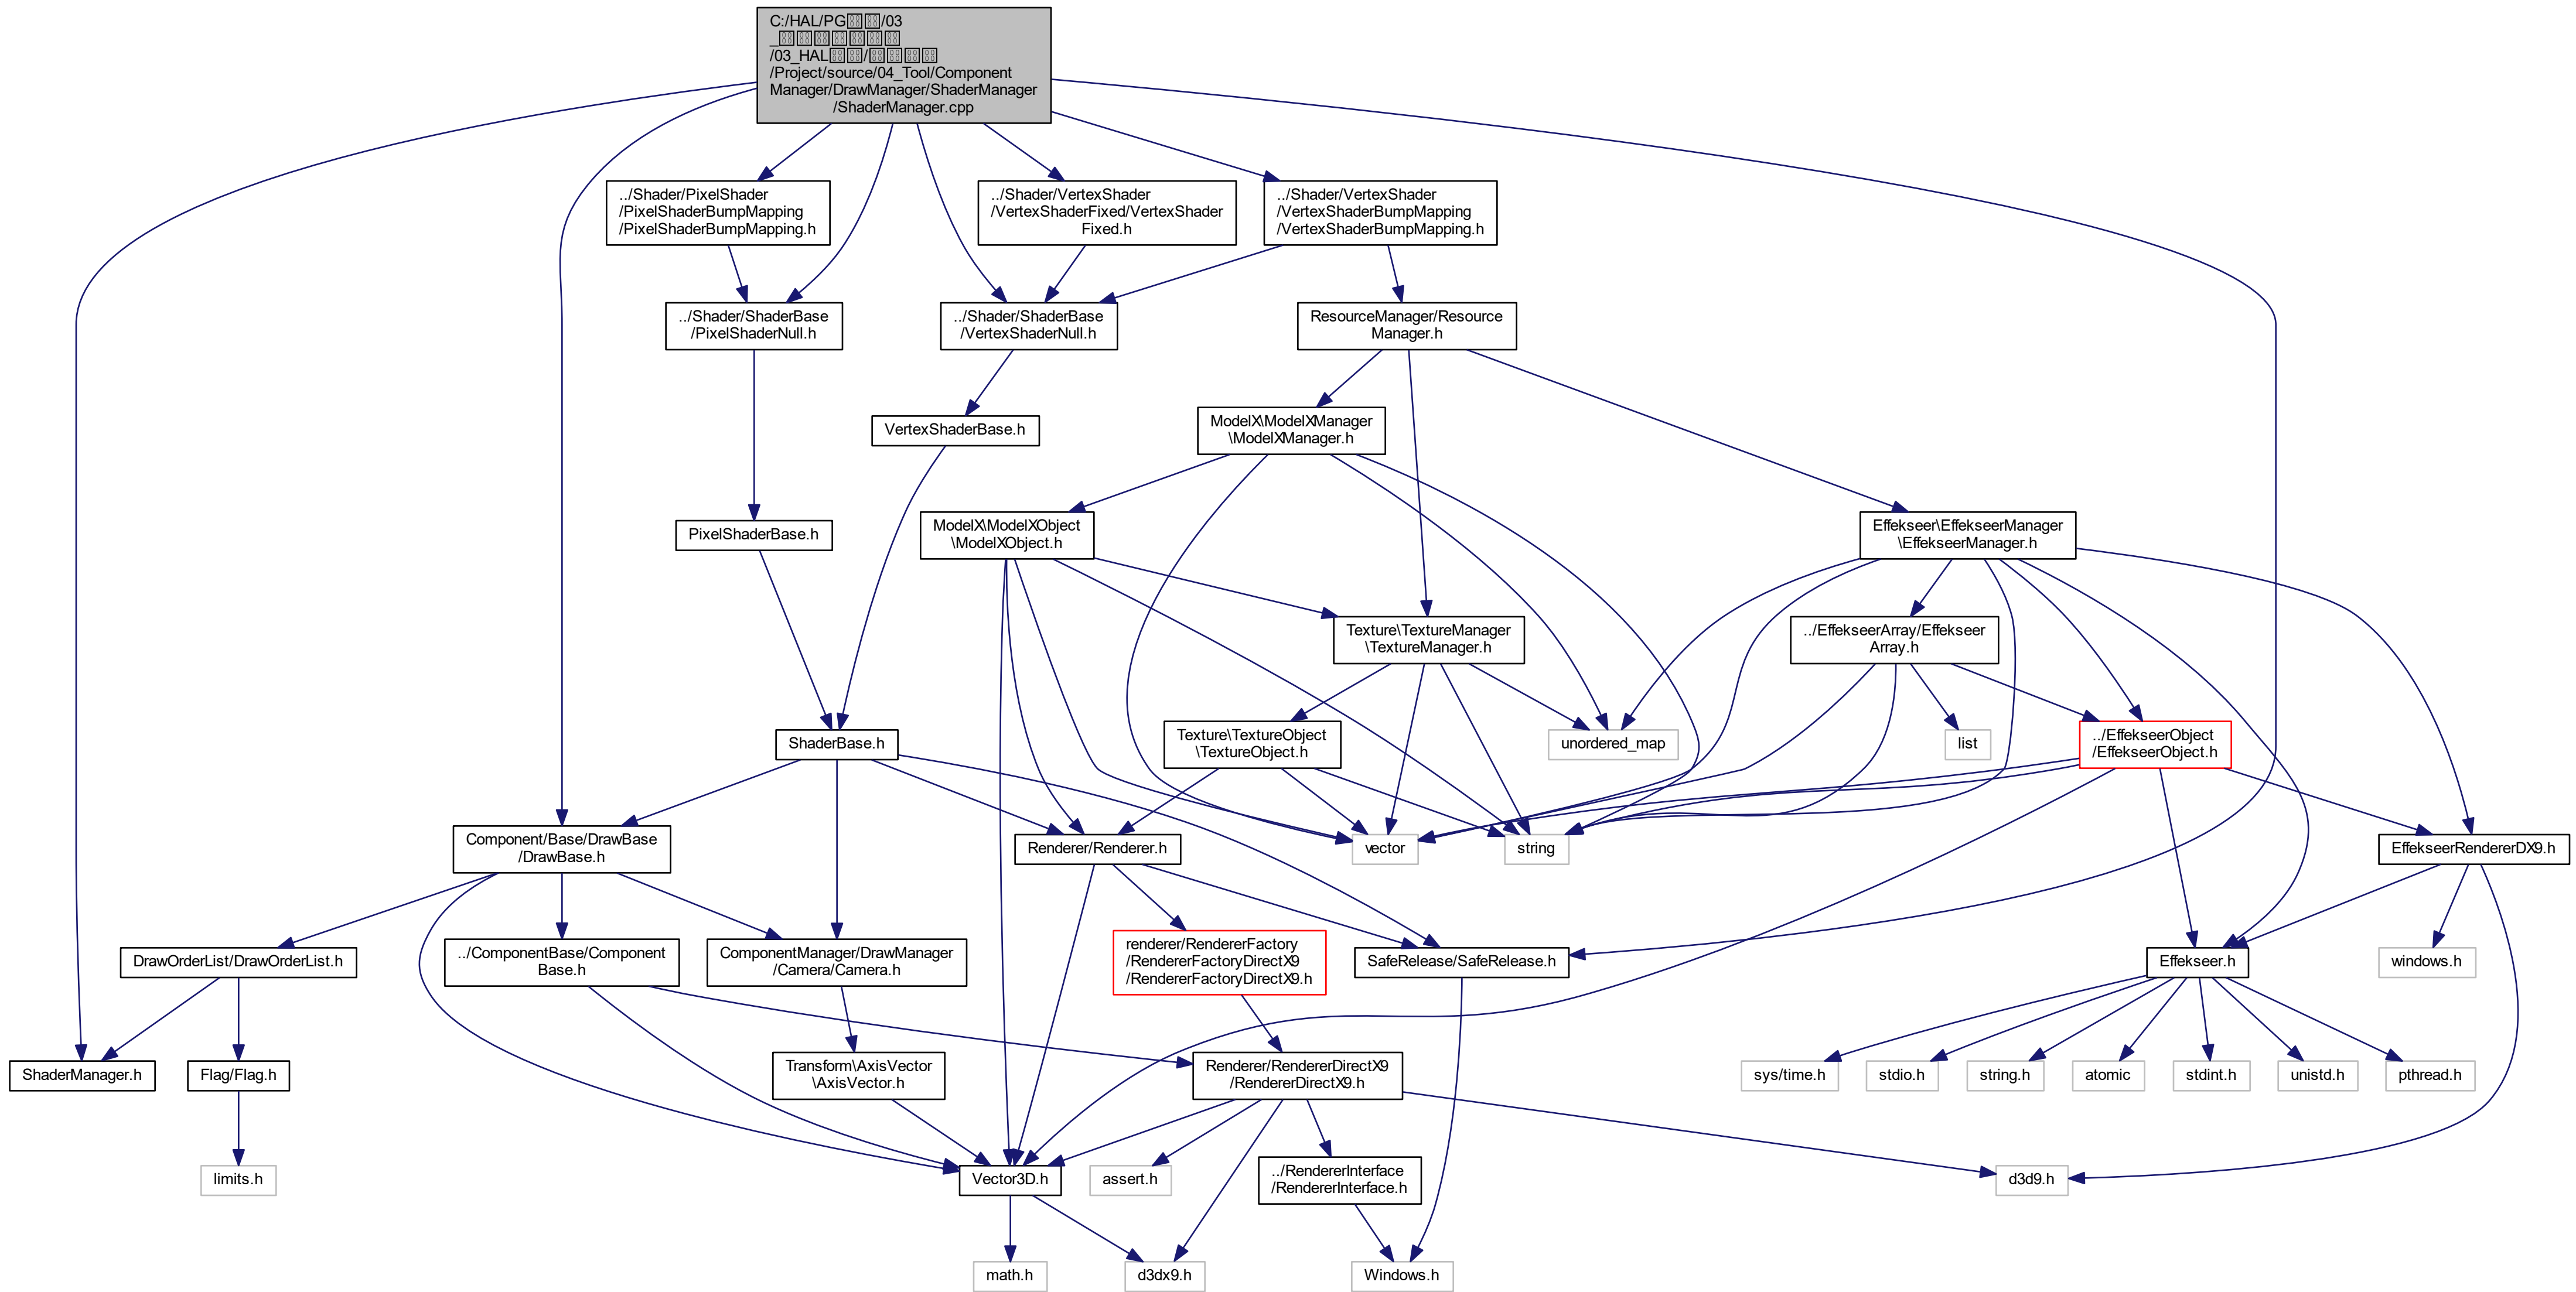 C:/HAL/PG/03
_
/03_HAL/
/Project/source/04_Tool/Component
Manager/DrawManager/ShaderManager
/ShaderManager.cpp
../Shader/PixelShader
/PixelShaderBumpMapping
/PixelShaderBumpMapping.h
../Shader/VertexShader
/VertexShaderFixed/VertexShader
Fixed.h
../Shader/VertexShader
/VertexShaderBumpMapping
/VertexShaderBumpMapping.h
../Shader/ShaderBase
/PixelShaderNull.h
../Shader/ShaderBase
/VertexShaderNull.h
ResourceManager/Resource
Manager.h
ModelX\ModelXManager
\ModelXManager.h
VertexShaderBase.h
PixelShaderBase.h
ModelX\ModelXObject
\ModelXObject.h
Effekseer\EffekseerManager
\EffekseerManager.h
Texture\TextureManager
\TextureManager.h
../EffekseerArray/Effekseer
Array.h
ShaderBase.h
Texture\TextureObject
\TextureObject.h
unordered_map
list
../EffekseerObject
/EffekseerObject.h
Component/Base/DrawBase
/DrawBase.h
Renderer/Renderer.h
vector
string
EffekseerRendererDX9.h
DrawOrderList/DrawOrderList.h
../ComponentBase/Component
Base.h
ComponentManager/DrawManager
/Camera/Camera.h
renderer/RendererFactory
/RendererFactoryDirectX9
/RendererFactoryDirectX9.h
SafeRelease/SafeRelease.h
Effekseer.h
windows.h
ShaderManager.h
Flag/Flag.h
Transform\AxisVector
\AxisVector.h
Renderer/RendererDirectX9
/RendererDirectX9.h
sys/time.h
stdio.h
string.h
atomic
stdint.h
unistd.h
pthread.h
limits.h
Vector3D.h
assert.h
../RendererInterface
/RendererInterface.h
d3d9.h
math.h
d3dx9.h
Windows.h